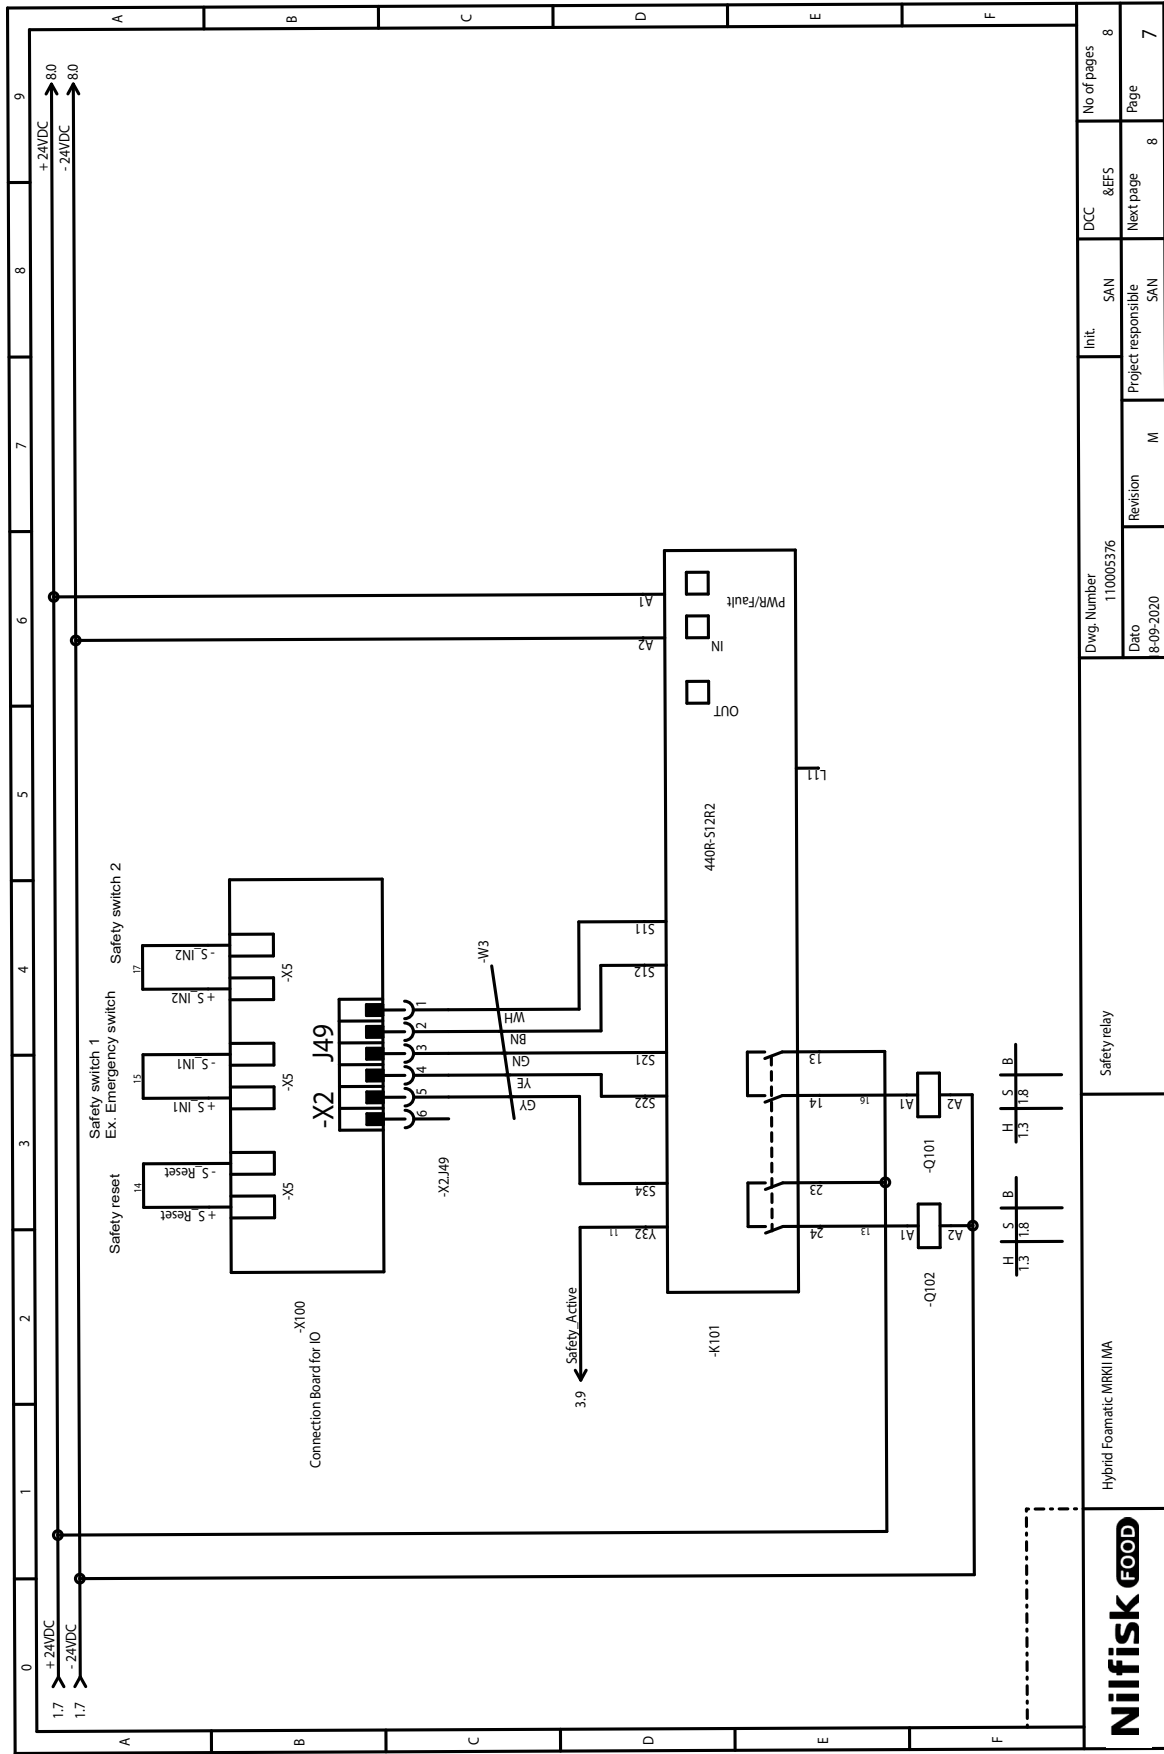 0 1 2 3 4 5 6 7 8 9
A
B
C
D
E
F
A
B
C
D
E
F
1.7 + 24VDC
1.7 - 24VDC
+ 24VDC 8.0
- 24VDC 8.0
Safety reset
Safety switch 1
Ex. Emergency switch
Safety switch 2
14
15
17
+ S_Reset
- S_Reset
+ S_IN1
- S_IN1
+ S_IN2
- S_IN2
-X5
-X5
-X5
-X100
Connection Board for IO
-X2 J49
6 5 4 3 2 1
-X2.J49
GY
YE
GN
BN
WH
-W3
Safety_Active
3.9
11
Y32
S34
S22
S21
S12
S11
A2
A1
-K101
440R-S12R2
OUT
IN
PWR/Fault
L11
24
23
14
13
13
16
A1
A2
-Q102
A1
A2
-Q101
H S B
1.3 1.8
H S B
1.3 1.8
Nilfisk FOOD
Hybrid Foamatic MRKII MA
Safety relay
Dwg. Number
110005376
Init.
SAN
DCC
&EFS
No of pages
8
Dato
8-09-2020
Revision
M
Project responsible
SAN
Next page
8
Page
7